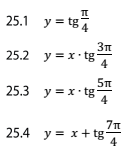 25.1 y = tg π/4
25.2 y = x · tg 3π/4
25.3 y = x · tg 5π/4
25.4 y = x + tg 7π/4